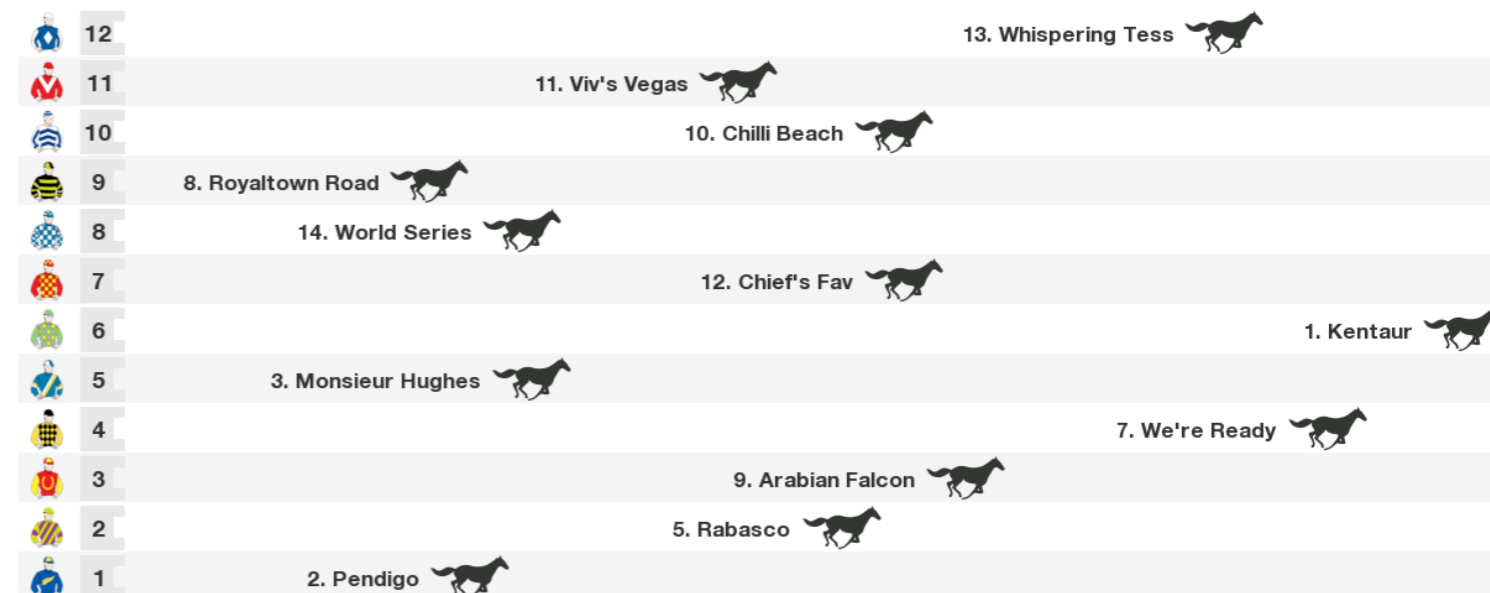 12 13. Whispering Tess
11 11. Viv's Vegas
10 10. Chilli Beach
9 8. Royaltown Road
8 14. World Series
7 12. Chief's Fav
6 1. Kentaur
5 3. Monsieur Hughes
4 7. We're Ready
3 9. Arabian Falcon
2 5. Rabasco
1 2. Pendigo